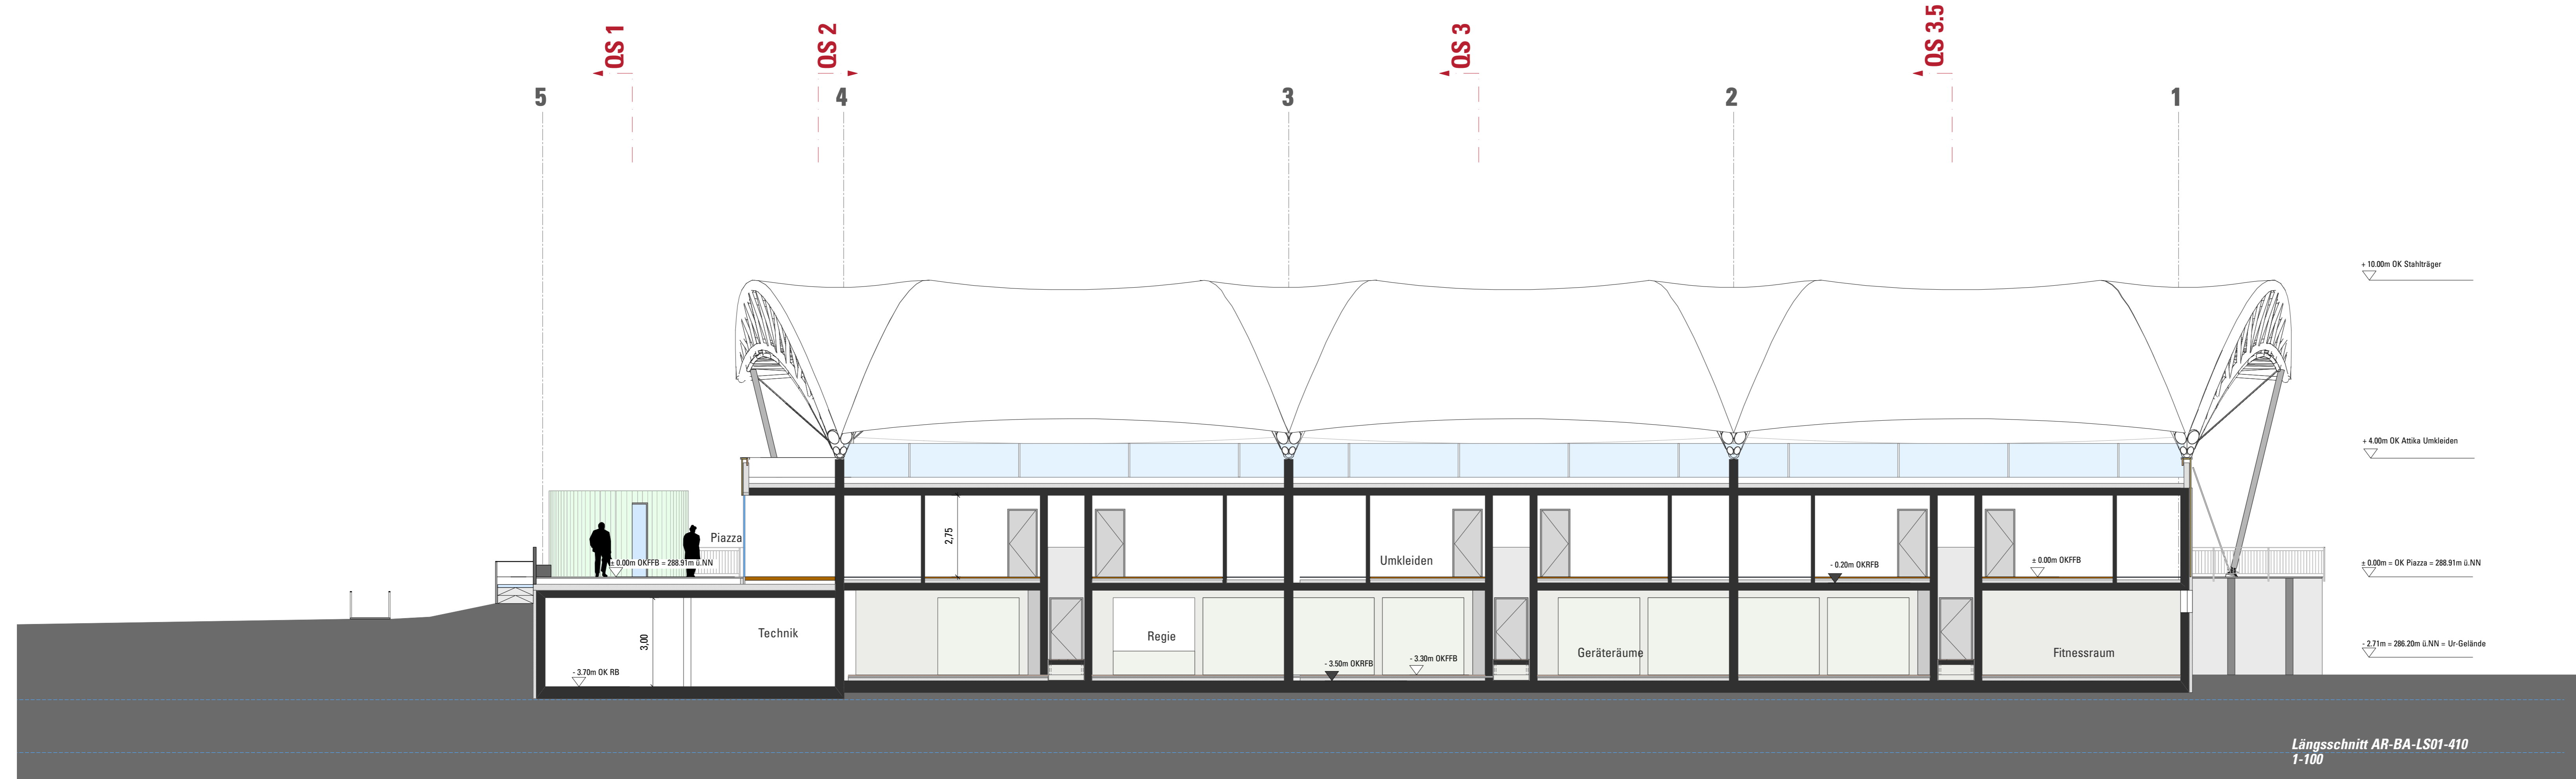 QS 1
QS 2
QS 3
QS 3.5
5
4
3
2
1
+ 10.00m OK Stahlträger
+ 4.00m OK Attika Umkleiden
Piazza
2,75
Umkleiden
- 0.20m OKRFB
± 0.00m OKFFB
± 0.00m OKFFB = 288.91m ü.NN
± 0.00m = OK Piazza = 288.91m ü.NN
Technik
3,00
Regie
Geräteräume
Fitnessraum
- 2.71m = 286.20m ü.NN = Ur-Gelände
- 3.70m OK RB
- 3.50m OKRFB
- 3.30m OKFFB
Längsschnitt AR-BA-LS01-410
1-100